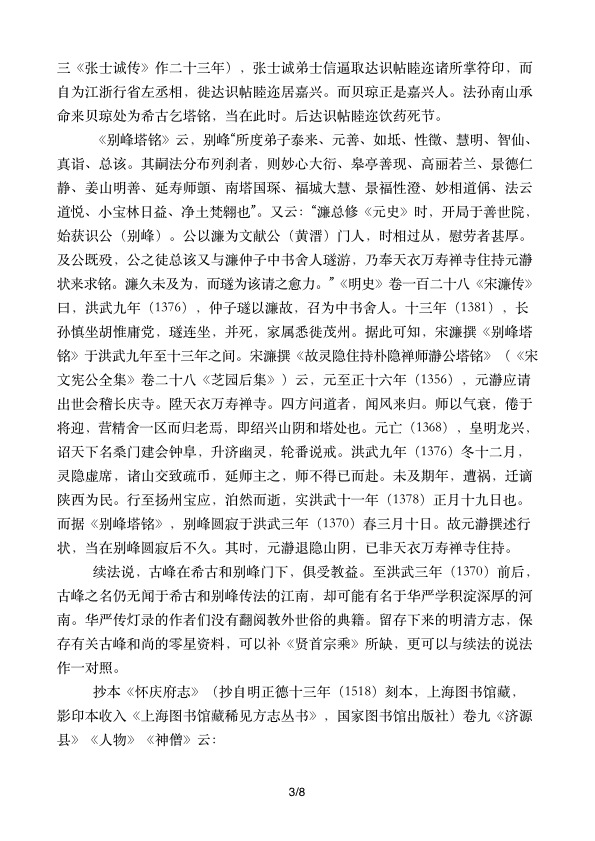 三《张士诚传》作二十三年），张士诚弟士信逼取达识帖睦迩诸所掌符印，而
自为江浙行省左丞相，徙达识帖睦迩居嘉兴。而贝琼正是嘉兴人。法孙南山承
命来贝琼处为希古乞塔铭，当在此时。后达识帖睦迩饮药死节。
《别峰塔铭》云，别峰“所度弟子泰来、元善、如坻、性徵、慧明、智仙、
真诣、总该。其嗣法分布列刹者，则妙心大衍、皋亭善现、高丽若兰、景德仁
静、姜山明善、延寿师顗、南塔国琛、福城大慧、景福性澄、妙相道偁、法云
道悦、小宝林日益、净土梵翱也”。又云：“濂总修《元史》时，开局于善世院，
始获识公（别峰）。公以濂为文献公（黄溍）门人，时相过从，慰劳者甚厚。
及公既殁，公之徒总该又与濂仲子中书舍人璲游，乃奉天衣万寿禅寺住持元瀞
状来求铭。濂久未及为，而璲为该请之愈力。”《明史》卷一百二十八《宋濂传》
曰，洪武九年（1376），仲子璲以濂故，召为中书舍人。十三年（1381），长
孙慎坐胡惟庸党，璲连坐，并死，家属悉徙茂州。据此可知，宋濂撰《别峰塔
铭》于洪武九年至十三年之间。宋濂撰《故灵隐住持朴隐禅师瀞公塔铭》（《宋
文宪公全集》卷二十八《芝园后集》）云，元至正十六年（1356），元瀞应请
出世会稽长庆寺。陞天衣万寿禅寺。四方问道者，闻风来归。师以气衰，倦于
将迎，营精舍一区而归老焉，即绍兴山阴和塔处也。元亡（1368），皇明龙兴，
诏天下名桑门建会钟阜，升济幽灵，轮番说戒。洪武九年（1376）冬十二月，
灵隐虚席，诸山交致疏币，延师主之，师不得已而赴。未及期年，遭祸，迁谪
陕西为民。行至扬州宝应，泊然而逝，实洪武十一年（1378）正月十九日也。
而据《别峰塔铭》，别峰圆寂于洪武三年（1370）春三月十日。故元瀞撰述行
状，当在别峰圆寂后不久。其时，元瀞退隐山阴，已非天衣万寿禅寺住持。
续法说，古峰在希古和别峰门下，俱受教益。至洪武三年（1370）前后，
古峰之名仍无闻于希古和别峰传法的江南，却可能有名于华严学积淀深厚的河
南。华严传灯录的作者们没有翻阅教外世俗的典籍。留存下来的明清方志，保
存有关古峰和尚的零星资料，可以补《贤首宗乘》所缺，更可以与续法的说法
作一对照。
抄本《怀庆府志》（抄自明正德十三年（1518）刻本，上海图书馆藏，
影印本收入《上海图书馆藏稀见方志丛书》，国家图书馆出版社）卷九《济源
县》《人物》《神僧》云：
3/8